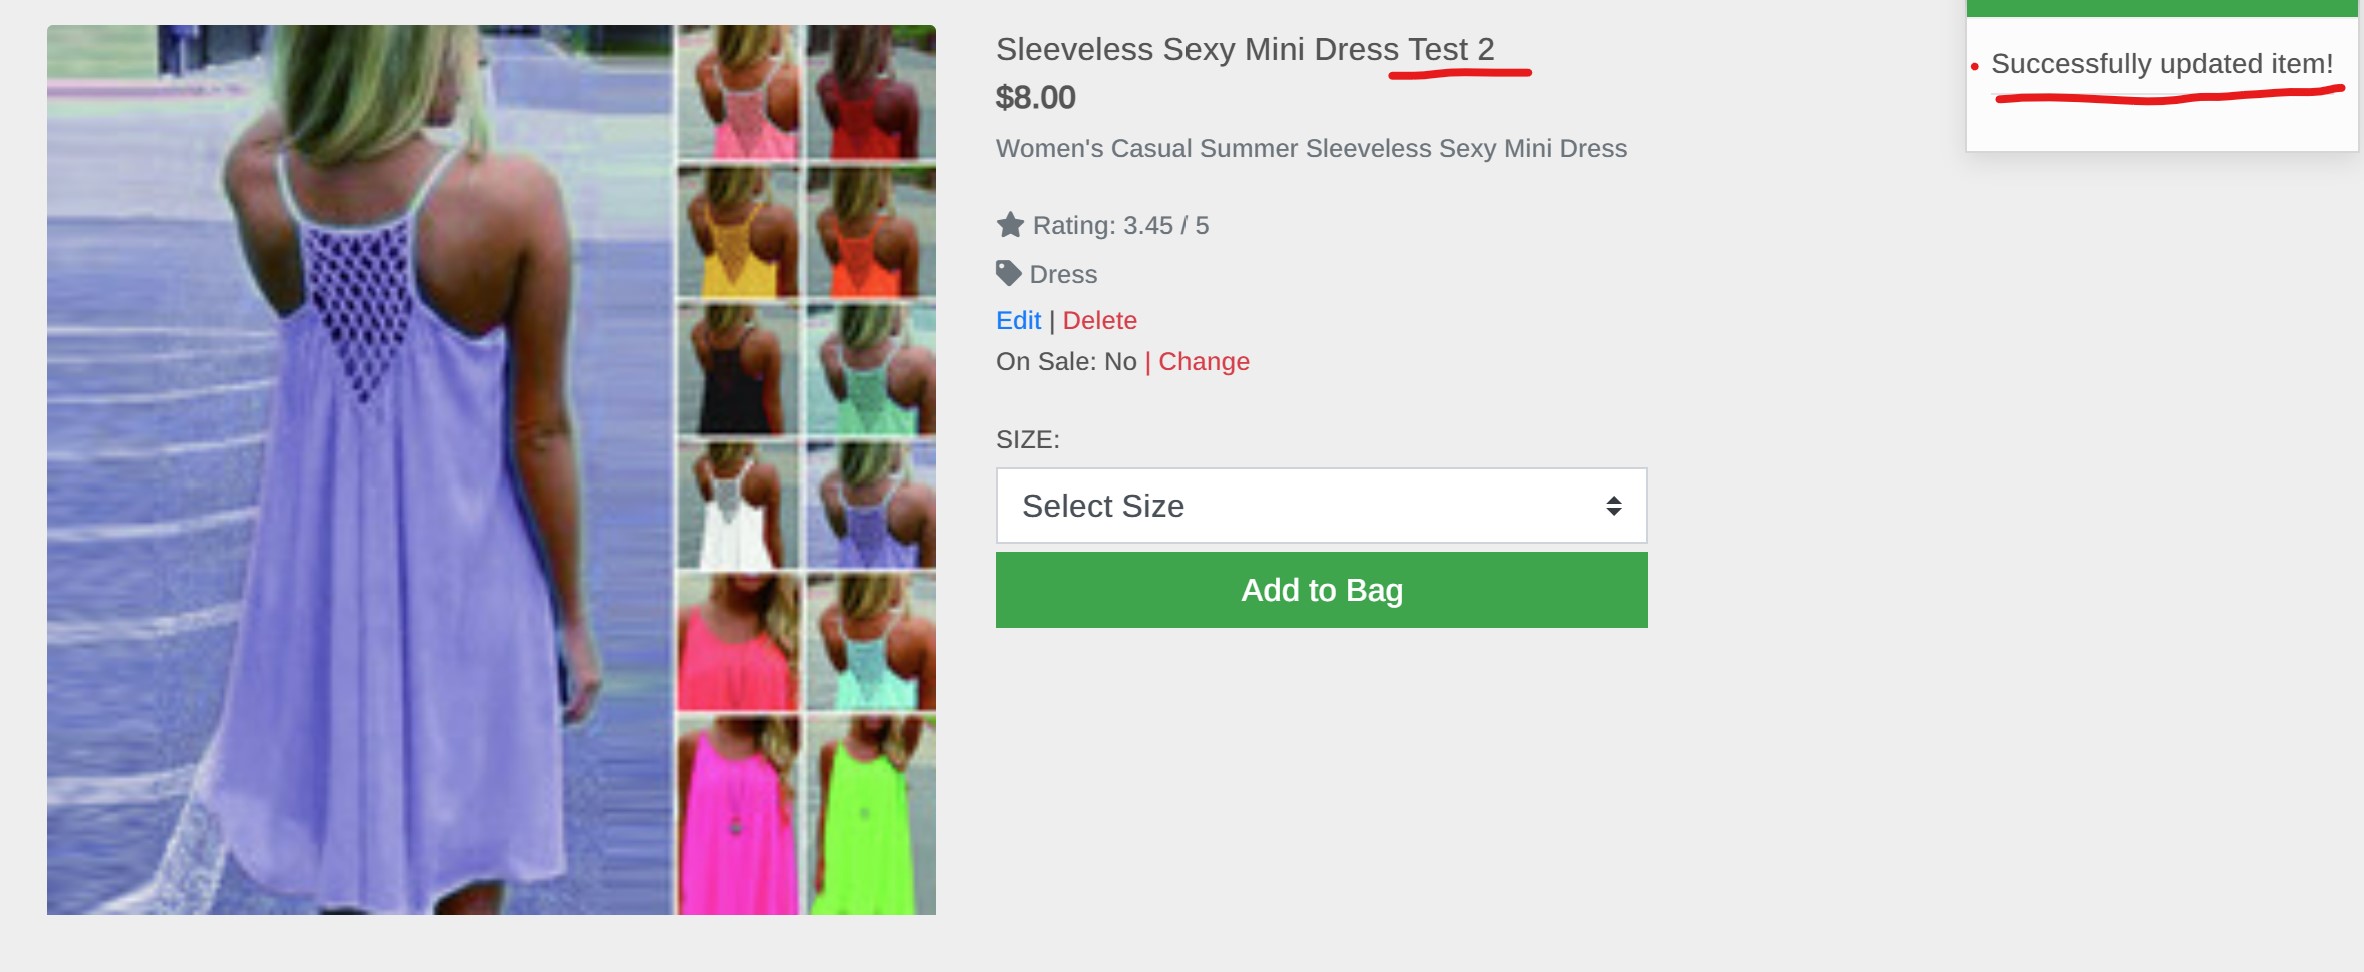 Sleeveless Sexy Mini Dress Test 2
$8.00
Women's Casual Summer Sleeveless Sexy Mini Dress
Rating: 3.45 / 5
Dress
Edit | Delete
On Sale: No | Change
SIZE:
Select Size
Add to Bag
Successfully updated item!